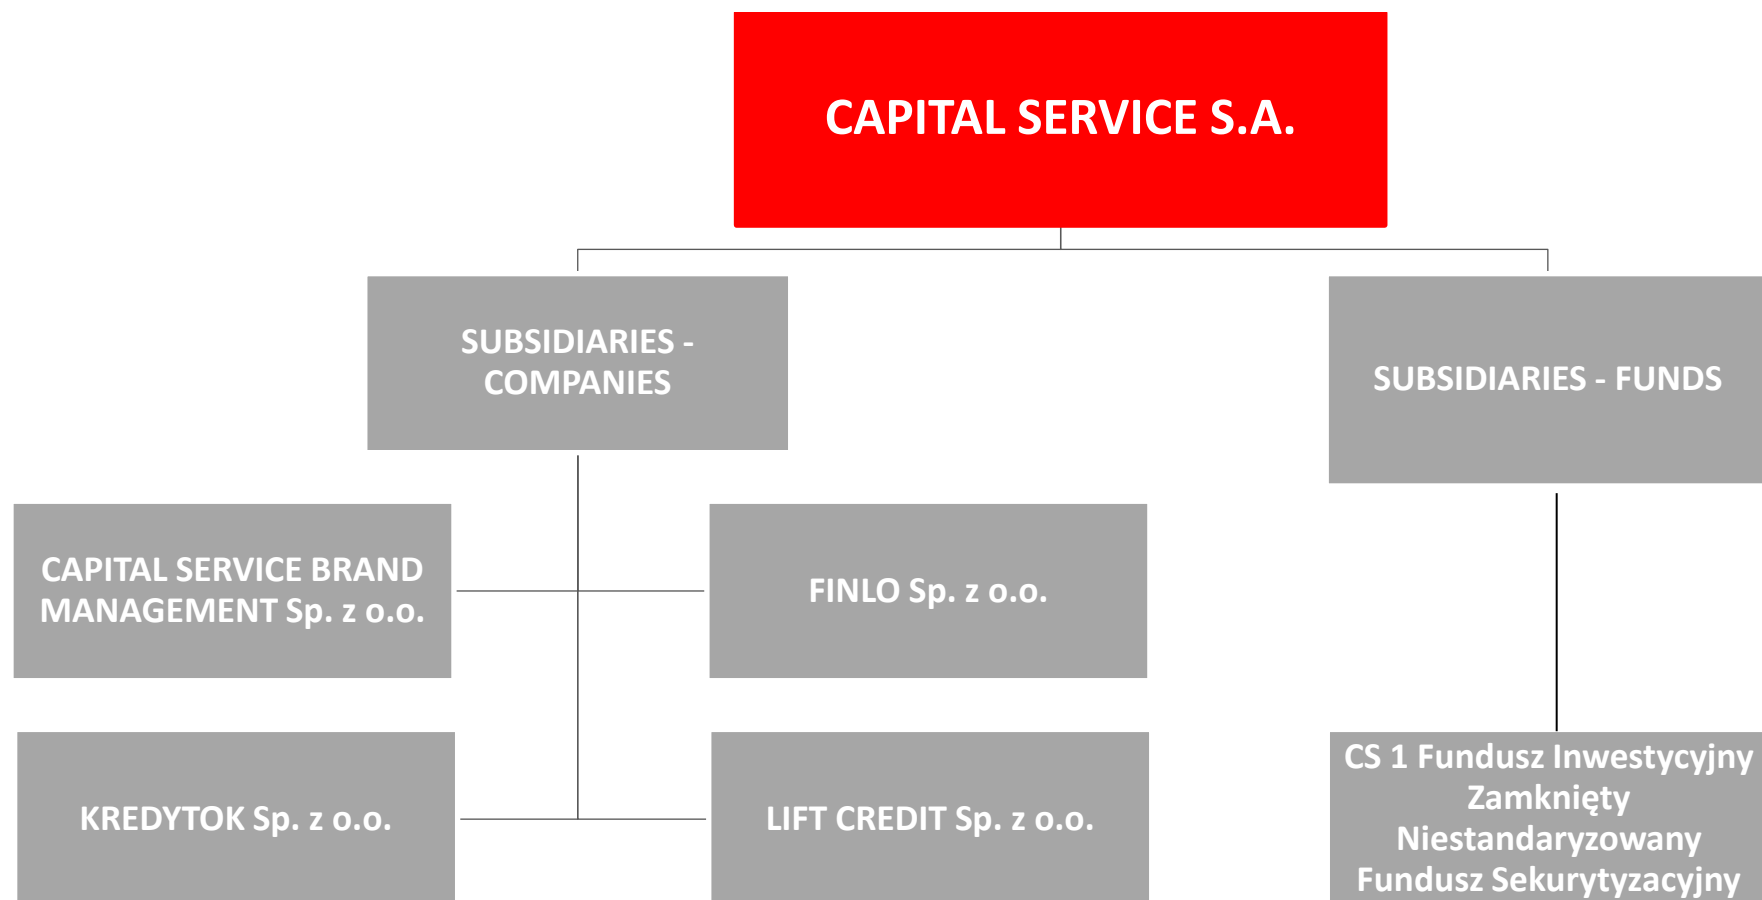 CAPITAL SERVICE S.A.
SUBSIDIARIES -
COMPANIES
SUBSIDIARIES - FUNDS
CAPITAL SERVICE BRAND
MANAGEMENT Sp. z o.o.
FINLO Sp. z o.o.
KREDYTOK Sp. z o.o.
LIFT CREDIT Sp. z o.o.
CS 1 Fundusz Inwestycyjny
Zamknięty
Niestandaryzowany
Fundusz Sekurytyzacyjny